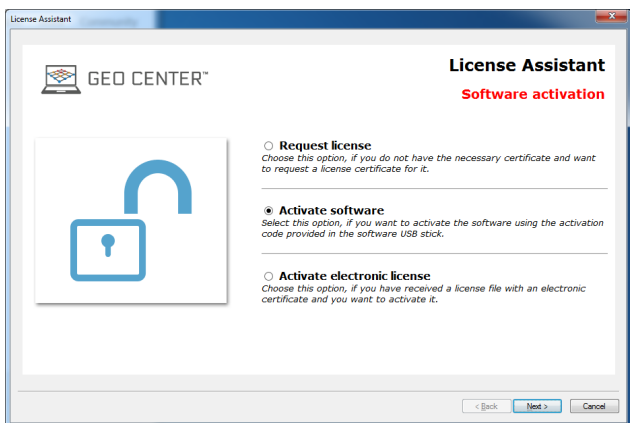 License Assistant
Community
GEO CENTER™
License Assistant
Software activation
Request license
Choose this option, if you do not have the necessary certificate and want
to request a license certificate for it.
Activate software
Select this option, if you want to activate the software using the activation
code provided in the software USB stick.
Activate electronic license
Choose this option, if you have received a license file with an electronic
certificate and you want to activate it.
< Back
Next >
Cancel